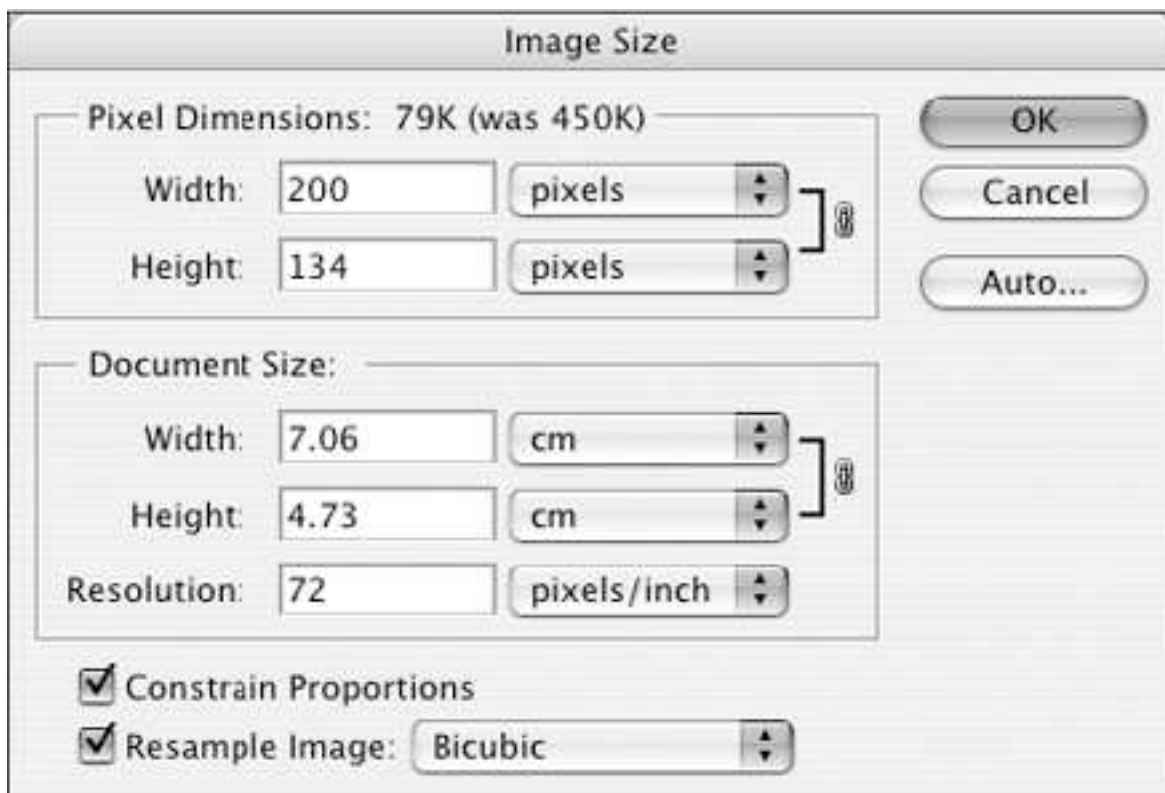 Image Size
Pixel Dimensions: 79K (was 450K)
Width: 200 pixels
Height: 134 pixels
OK
Cancel
Auto...
Document Size:
Width: 7.06 cm
Height: 4.73 cm
Resolution: 72 pixels/inch
Constrain Proportions
Resample Image: Bicubic